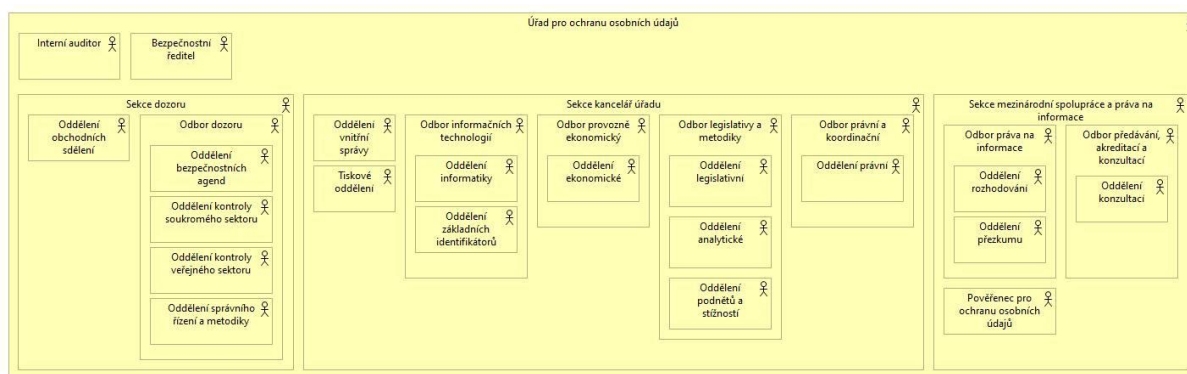 Úřad pro ochranu osobních údajů
Interní auditor
Bezpečnostní
ředitel
Sekce dozoru
Oddělení
obchodních
sdělení
Odbor dozoru
Oddělení
bezpečnostních
agend
Oddělení kontroly
soukromého sektoru
Oddělení kontroly
veřejného sektoru
Oddělení správního
řízení a metodiky
Sekce kancelář úřadu
Oddělení
vnitřní
správy
Tiskové
oddělení
Odbor informačních
technologií
Oddělení
informatiky
Oddělení
základních
identifikátorů
Odbor provozně
ekonomický
Oddělení
ekonomické
Odbor legislativy a
metodiky
Oddělení
legislativní
Oddělení
analytické
Oddělení
podnětů a
stížností
Odbor právní a
koordinační
Oddělení právní
Sekce mezinárodní spolupráce a práva na
informace
Odbor práva na
informace
Oddělení
rozhodování
Oddělení
přezkumu
Odbor předávání,
akreditací a
konzultací
Oddělení
konzultací
Pověřenec pro
ochranu osobních
údajů